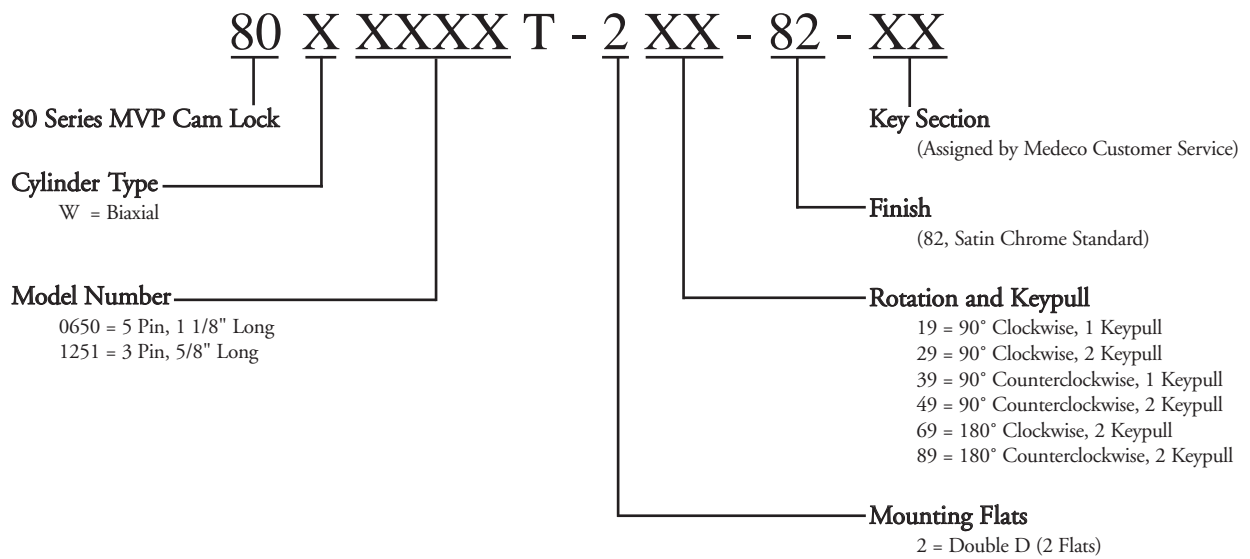 80 X XXXX T - 2 XX - 82 - XX
80 Series MVP Cam Lock
Cylinder Type
W = Biaxial
Model Number
0650 = 5 Pin, 1 1/8" Long
1251 = 3 Pin, 5/8" Long
Key Section
(Assigned by Medeco Customer Service)
Finish
(82, Satin Chrome Standard)
Rotation and Keypull
19 = 90° Clockwise, 1 Keypull
29 = 90° Clockwise, 2 Keypull
39 = 90° Counterclockwise, 1 Keypull
49 = 90° Counterclockwise, 2 Keypull
69 = 180° Clockwise, 2 Keypull
89 = 180° Counterclockwise, 2 Keypull
Mounting Flats
2 = Double D (2 Flats)